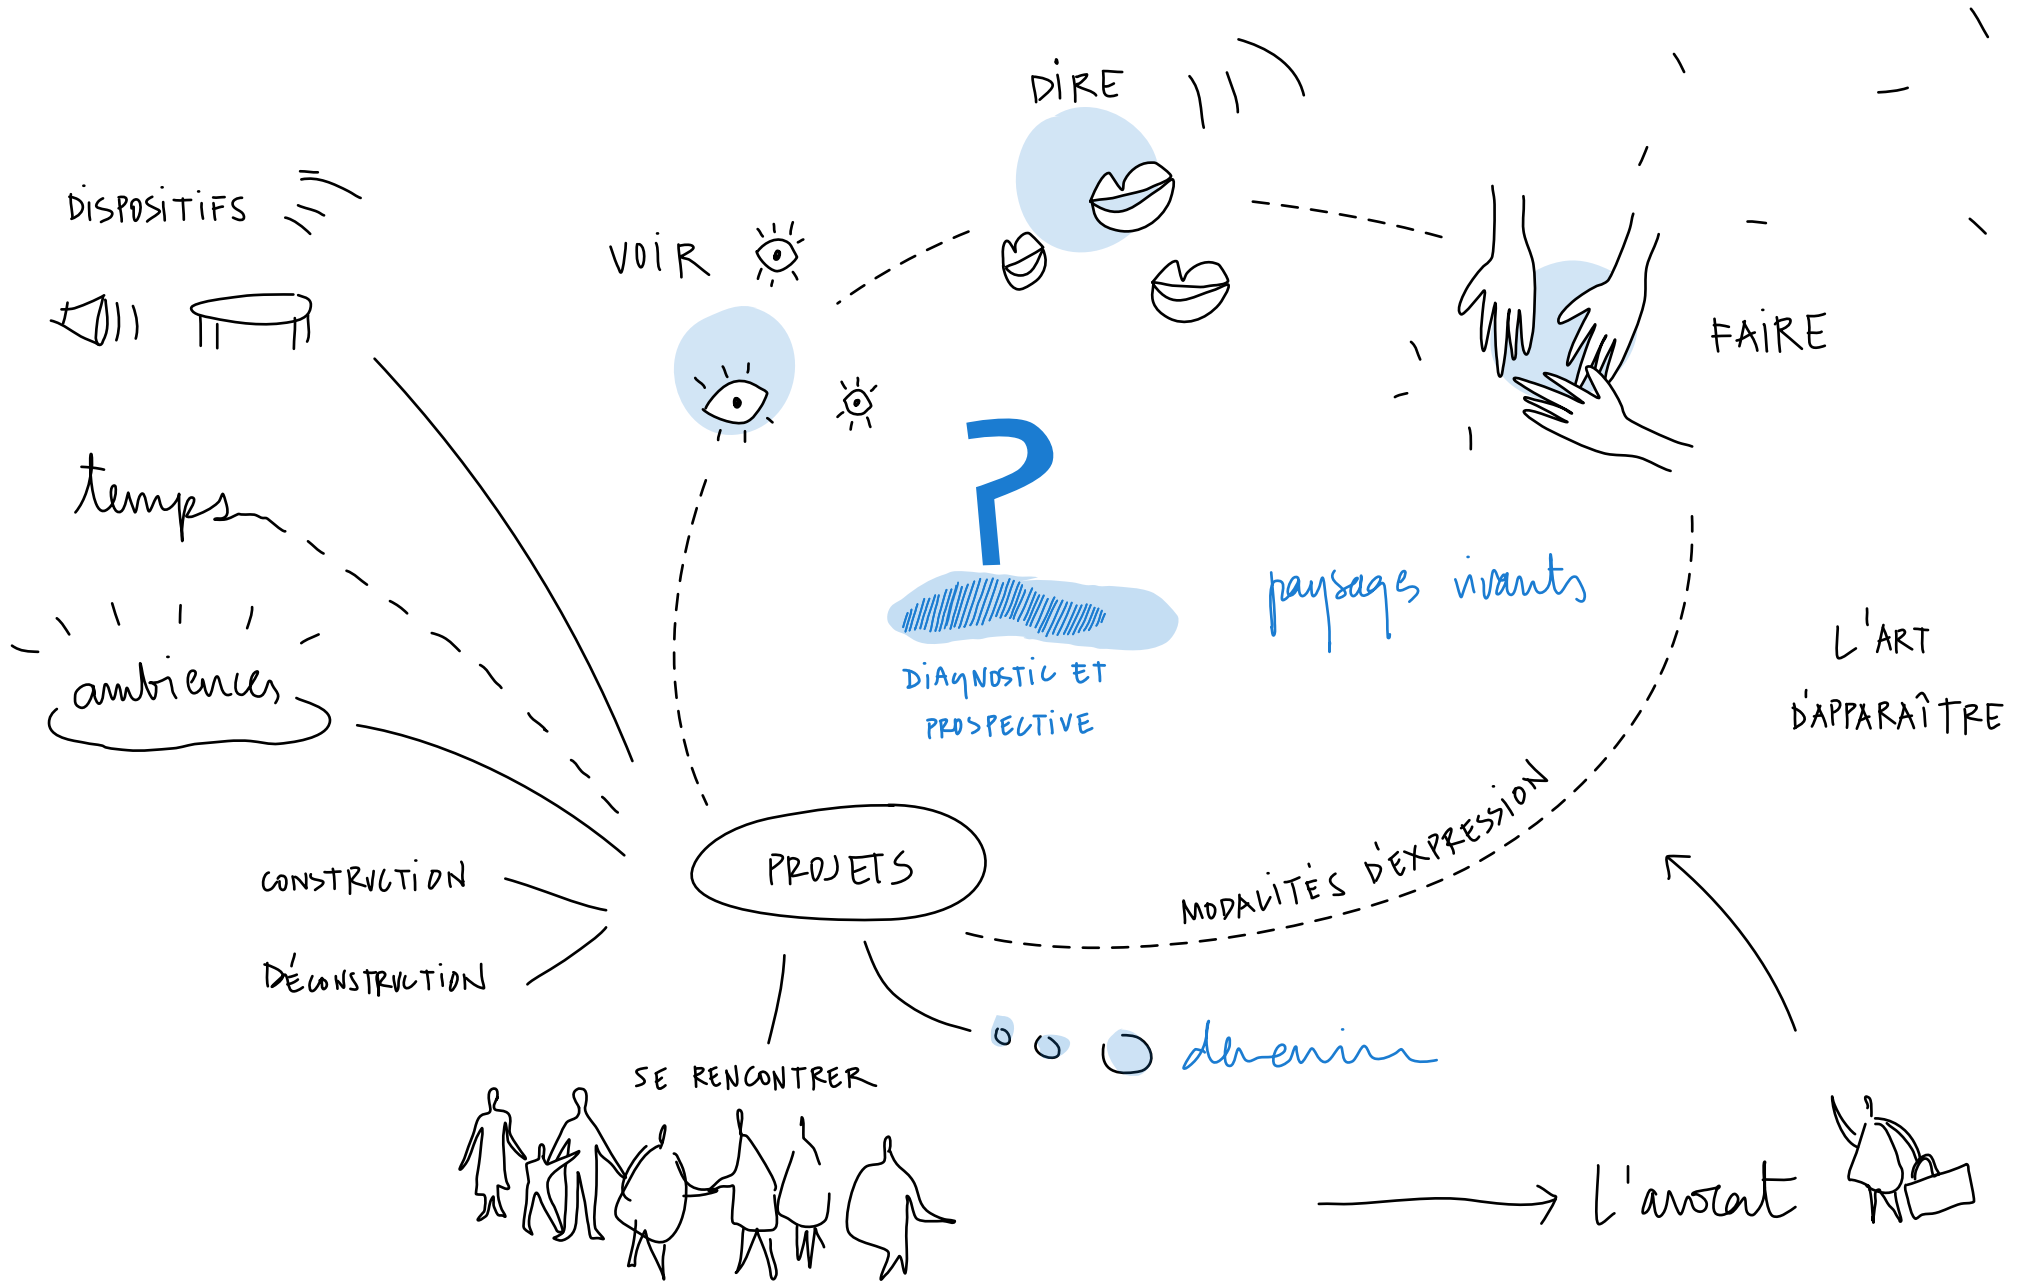 DIRE
DISPOSITIFS
VOIR
FAIRE
temps
paysages vivants
ambiences
L'ART
D'APPARAÎTRE
DIAGNOSTIC ET
PROSPECTIVE
MODALITÉS D'EXPRESSION
PROJETS
CONSTRUCTION
DÉCONSTRUCTION
devenir
SE RENCONTRER
L'avocat